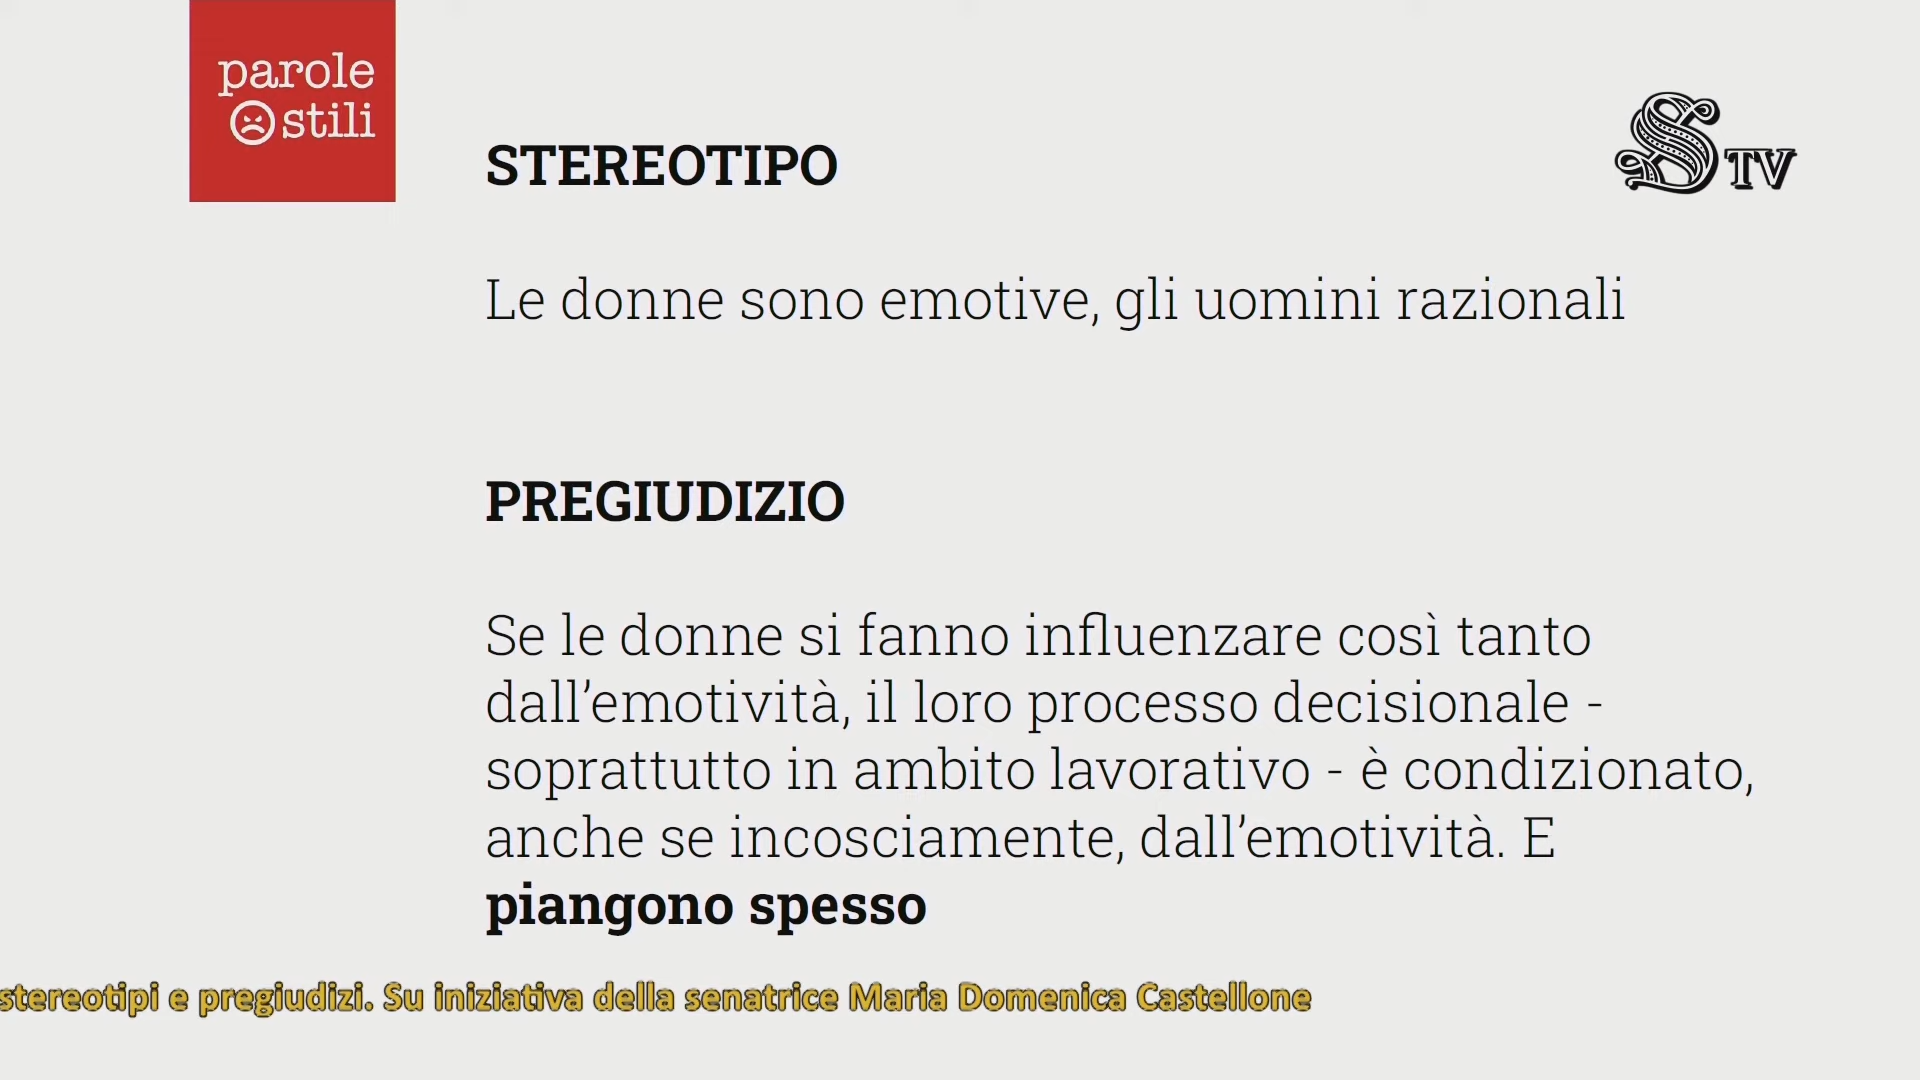 parole
ostili
STV
STEREOTIPO
Le donne sono emotive, gli uomini razionali
PREGIUDIZIO
Se le donne si fanno influenzare così tanto
dall’emotività, il loro processo decisionale -
soprattutto in ambito lavorativo - è condizionato,
anche se incosciamente, dall’emotività. E
piangono spesso
stereotipi e pregiudizi. Su iniziativa della senatrice Maria Domenica Castellone